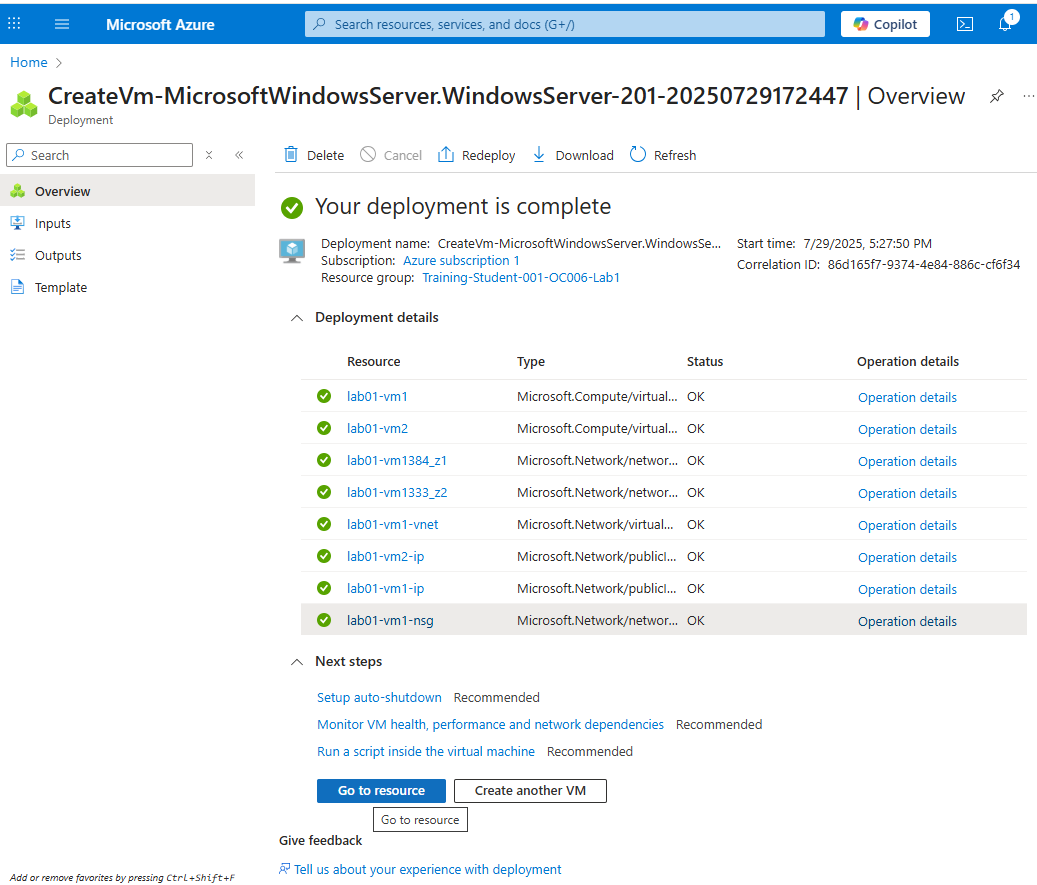 Microsoft Azure
Search resources, services, and docs (G+/)
Copilot
1
Home
CreateVm-MicrosoftWindowsServer.WindowsServer-201-20250729172447 | Overview
Deployment
Search
Overview
Inputs
Outputs
Template
Delete Cancel Redeploy Download Refresh
Your deployment is complete
Deployment name: CreateVm-MicrosoftWindowsServer.WindowsSe...
Subscription: Azure subscription 1
Resource group: Training-Student-001-OC006-Lab1
Start time: 7/29/2025, 5:27:50 PM
Correlation ID: 86d165f7-9374-4e84-886c-cf6f34
Deployment details
Resource Type Status Operation details
lab01-vm1 Microsoft.Compute/virtual... OK Operation details
lab01-vm2 Microsoft.Compute/virtual... OK Operation details
lab01-vm1384_z1 Microsoft.Network/networ... OK Operation details
lab01-vm1333_z2 Microsoft.Network/networ... OK Operation details
lab01-vm1-vnet Microsoft.Network/virtual... OK Operation details
lab01-vm2-ip Microsoft.Network/publicI... OK Operation details
lab01-vm1-ip Microsoft.Network/publicI... OK Operation details
lab01-vm1-nsg Microsoft.Network/networ... OK Operation details
Next steps
Setup auto-shutdown Recommended
Monitor VM health, performance and network dependencies Recommended
Run a script inside the virtual machine Recommended
Go to resource Create another VM
Go to resource
Give feedback
Tell us about your experience with deployment
Add or remove favorites by pressing Ctrl+Shift+F